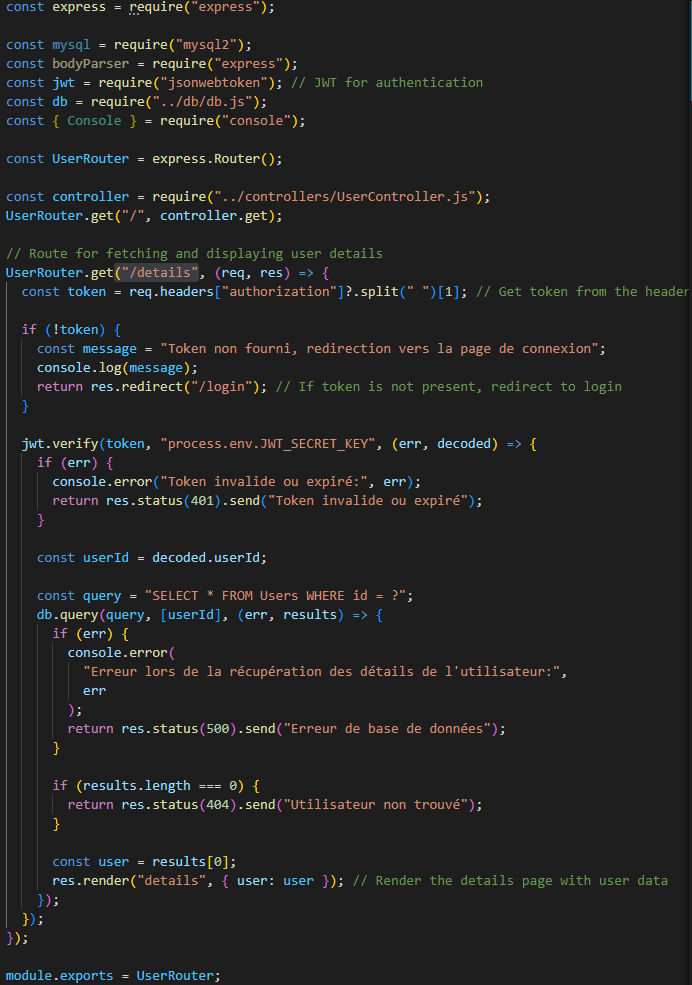 const express = require("express");
const mysql = require("mysql2");
const bodyParser = require("express");
const jwt = require("jsonwebtoken"); // JWT for authentication
const db = require("../db/db.js");
const { Console } = require("console");
const UserRouter = express.Router();
const controller = require("../controllers/UserController.js");
UserRouter.get("/", controller.get);
// Route for fetching and displaying user details
UserRouter.get("/details", (req, res) => {
const token = req.headers["authorization"]?.split(" ")[1]; // Get token from the header
if (!token) {
const message = "Token non fourni, redirection vers la page de connexion";
console.log(message);
return res.redirect("/login"); // If token is not present, redirect to login
}
jwt.verify(token, "process.env.JWT_SECRET_KEY", (err, decoded) => {
if (err) {
console.error("Token invalide ou expiré:", err);
return res.status(401).send("Token invalide ou expiré");
}
const userId = decoded.userId;
const query = "SELECT * FROM Users WHERE id = ?";
db.query(query, [userId], (err, results) => {
if (err) {
console.error(
"Erreur lors de la récupération des détails de l'utilisateur:",
err
);
return res.status(500).send("Erreur de base de données");
}
if (results.length === 0) {
return res.status(404).send("Utilisateur non trouvé");
}
const user = results[0];
res.render("details", { user: user }); // Render the details page with user data
});
});
});
module.exports = UserRouter;